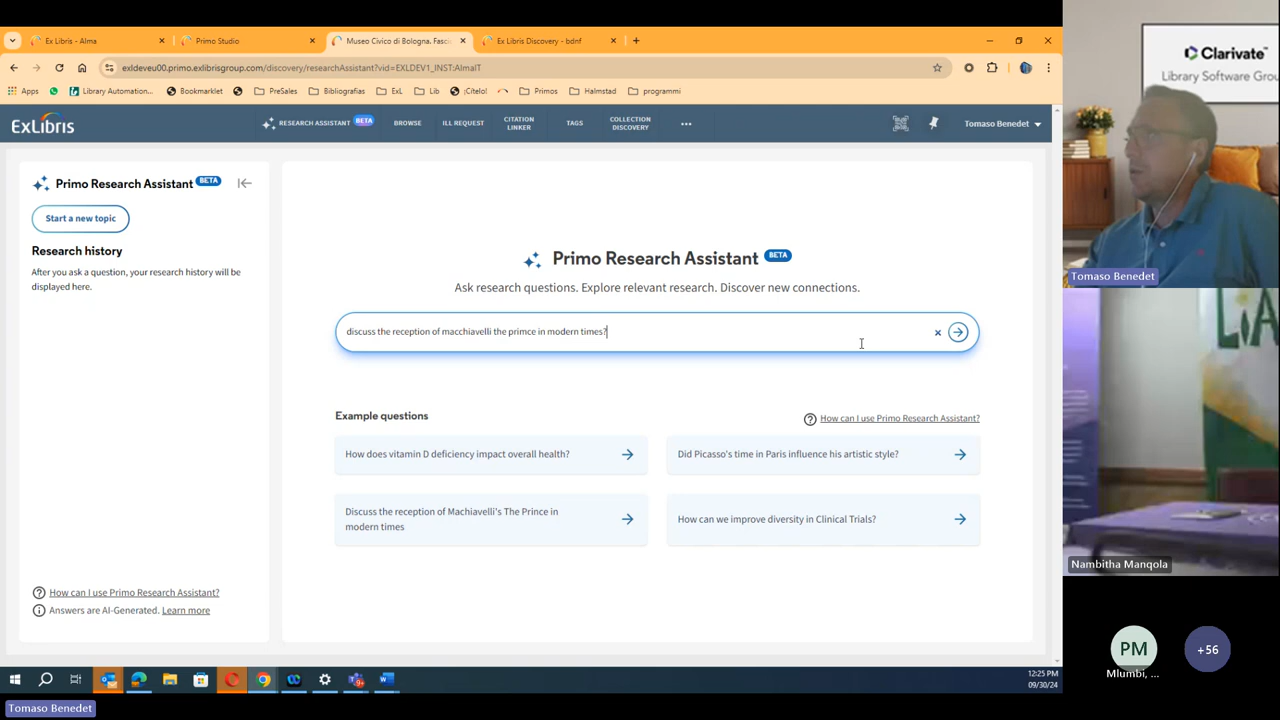 Ex Libris - Alma
Primo Studio
Museo Civico di Bologna. Fasci
Ex Libris Discovery - bdnf
exldeveu00.primo.exlibrisgroup.com/discovery/researchAssistant?vid=EXLDEV1_INST:AlmaIT
Apps
Library Automation...
Bookmarklet
PreSales
Bibliografias
ExL
Lib
¡Cítelo!
Primos
Halmstad
programmi
ExLibris
RESEARCH ASSISTANT BETA
BROWSE
ILL REQUEST
CITATION
LINKER
TAGS
COLLECTION
DISCOVERY
Tomaso Benedet
Primo Research Assistant BETA
Start a new topic
Research history
After you ask a question, your research history will be
displayed here.
How can I use Primo Research Assistant?
Answers are AI-Generated. Learn more
Primo Research Assistant BETA
Ask research questions. Explore relevant research. Discover new connections.
discuss the reception of macchiavelli the primce in modern times?
Example questions
How can I use Primo Research Assistant?
How does vitamin D deficiency impact overall health?
Did Picasso's time in Paris influence his artistic style?
Discuss the reception of Machiavelli's The Prince in
modern times
How can we improve diversity in Clinical Trials?
12:25 PM
09/30/24
Tomaso Benedet
Clarivate
Library Software Grou
Tomaso Benedet
LIA
Nambitha Manqola
PM
Mlumbi, ...
+56